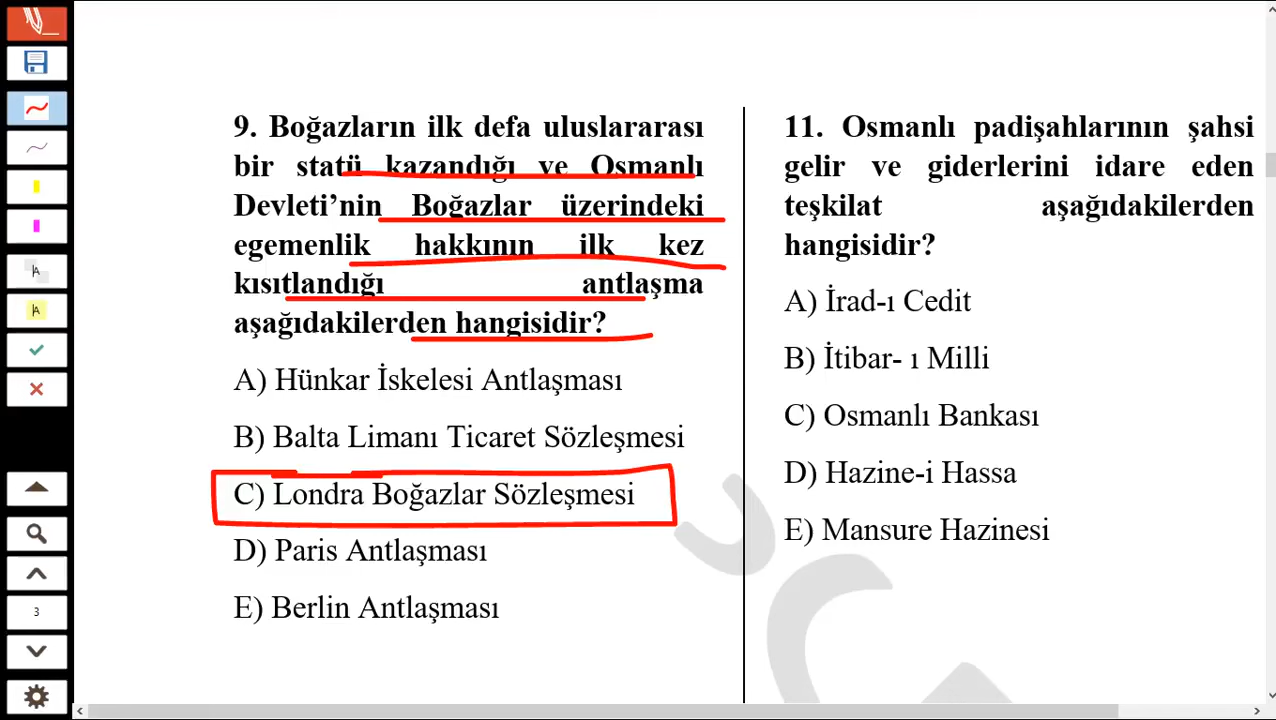 9. Boğazların ilk defa uluslararası
bir statü kazandığı ve Osmanlı
Devleti’nin Boğazlar üzerindeki
egemenlik hakkının ilk kez
kısıtlandığı antlaşma
aşağıdakilerden hangisidir?
A) Hünkar İskelesi Antlaşması
B) Balta Limanı Ticaret Sözleşmesi
C) Londra Boğazlar Sözleşmesi
D) Paris Antlaşması
E) Berlin Antlaşması
11. Osmanlı padişahlarının şahsi
gelir ve giderlerini idare eden
teşkilat aşağıdakilerden
hangisidir?
A) İrad-ı Cedit
B) İtibar- ı Milli
C) Osmanlı Bankası
D) Hazine-i Hassa
E) Mansure Hazinesi
A
A
3